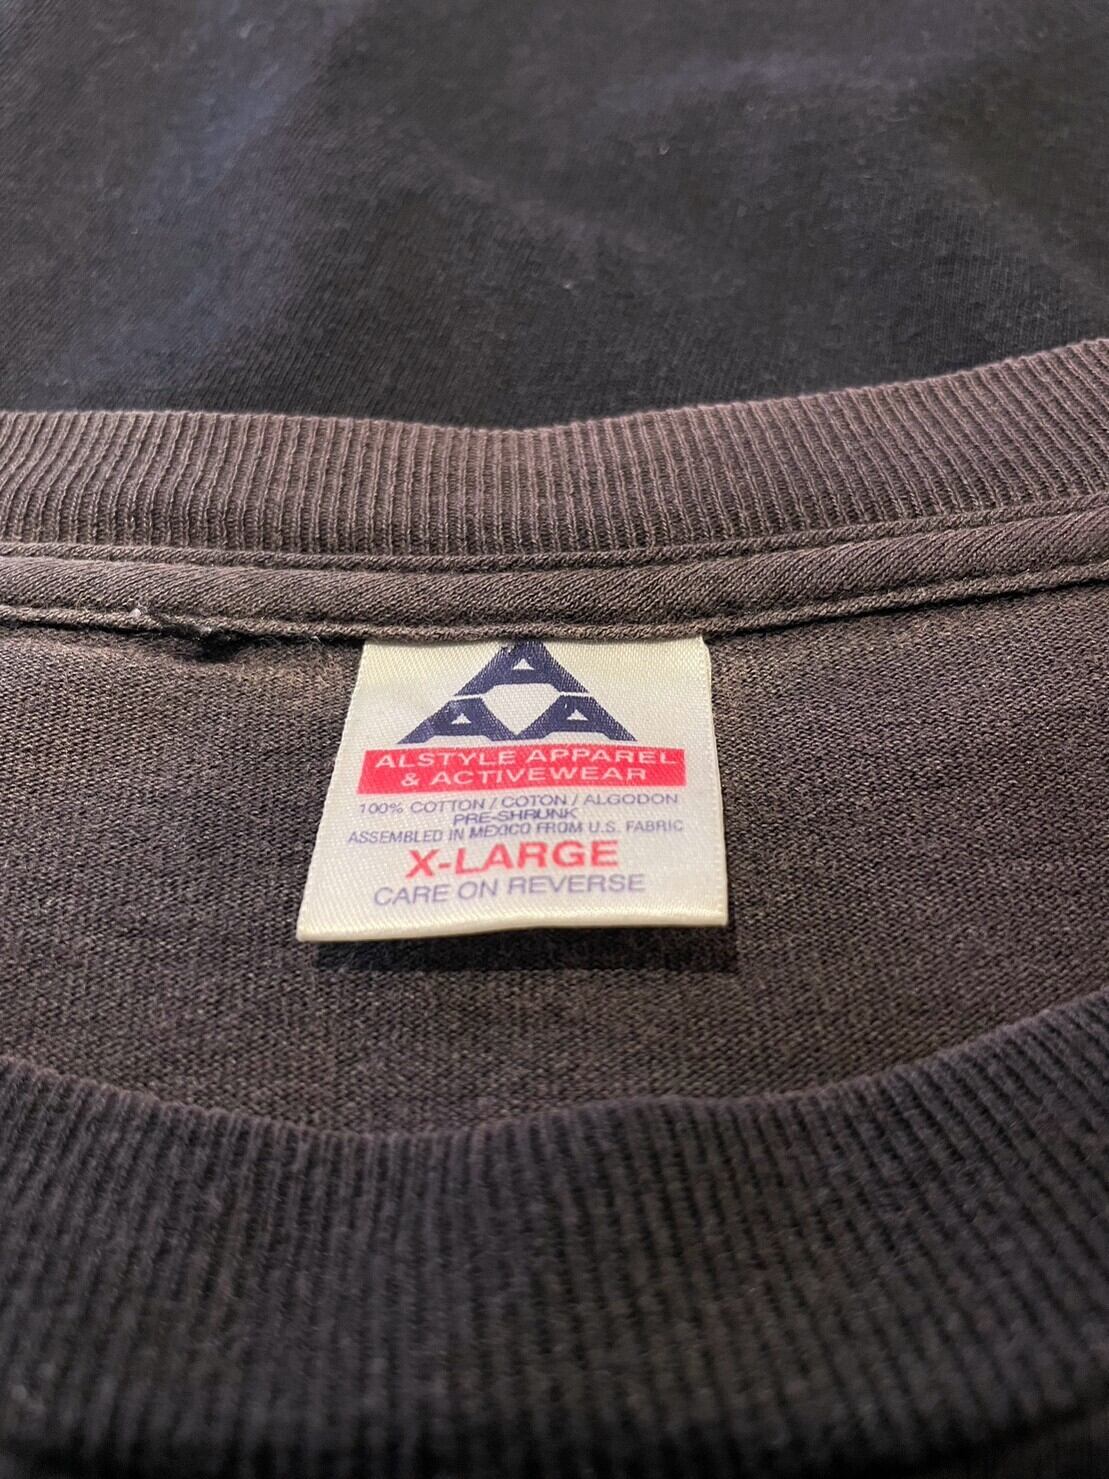 A
A A
ALSTYLE APPAREL
& ACTIVEWEAR
100% COTTON / COTON / ALGODON
PRE-SHRUNK
ASSEMBLED IN MEXICO FROM U.S. FABRIC
X-LARGE
CARE ON REVERSE